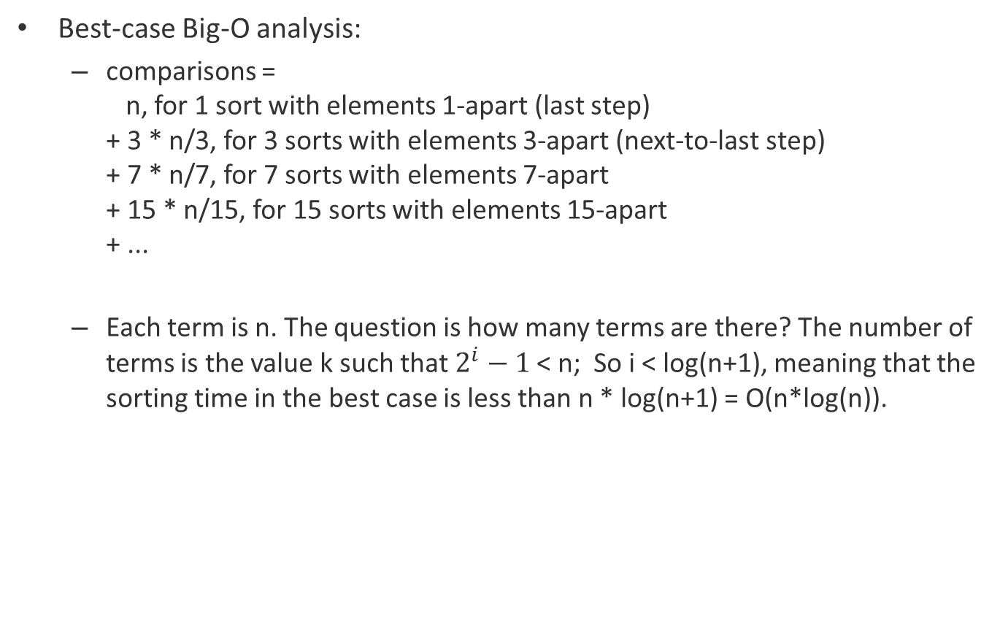 • Best-case Big-O analysis:
– comparisons =
n, for 1 sort with elements 1-apart (last step)
+ 3 * n/3, for 3 sorts with elements 3-apart (next-to-last step)
+ 7 * n/7, for 7 sorts with elements 7-apart
+ 15 * n/15, for 15 sorts with elements 15-apart
+ ...
– Each term is n. The question is how many terms are there? The number of
terms is the value k such that 2^i − 1 < n; So i < log(n+1), meaning that the
sorting time in the best case is less than n * log(n+1) = O(n*log(n)).